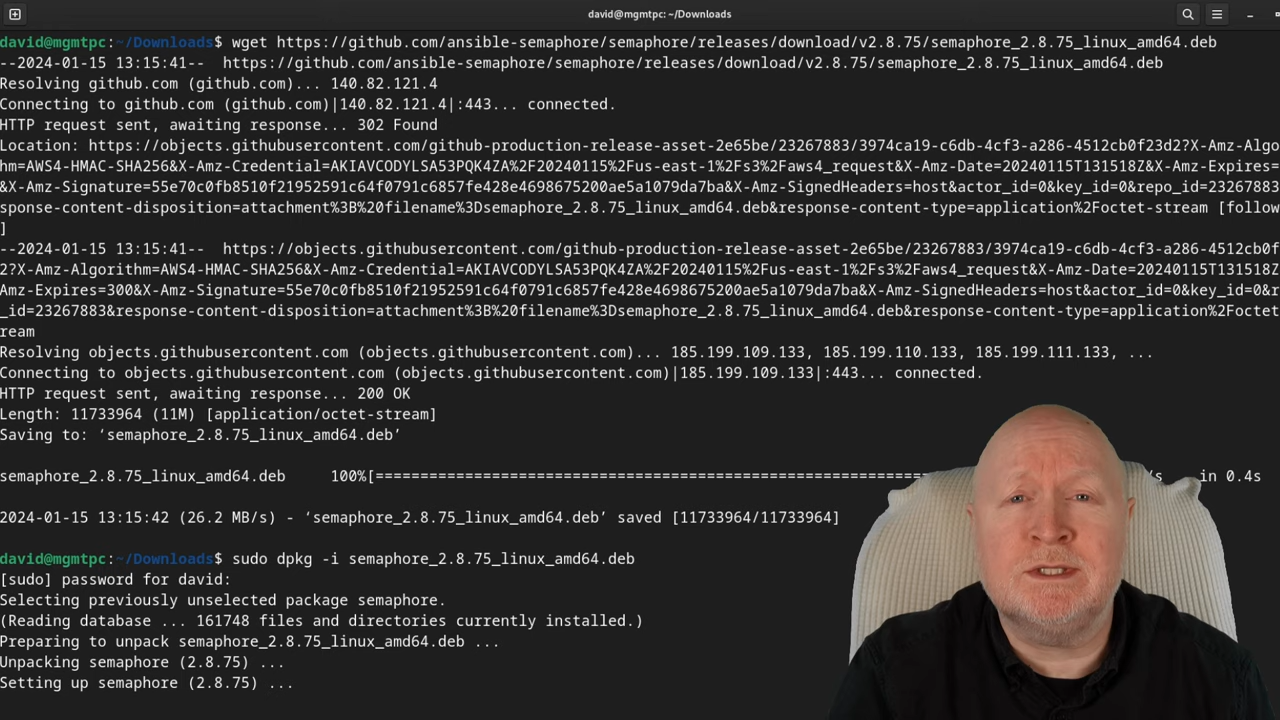 david@mgmtpc: ~/Downloads
david@mgmtpc:~/Downloads$ wget https://github.com/ansible-semaphore/semaphore/releases/download/v2.8.75/semaphore_2.8.75_linux_amd64.deb
--2024-01-15 13:15:41--  https://github.com/ansible-semaphore/semaphore/releases/download/v2.8.75/semaphore_2.8.75_linux_amd64.deb
Resolving github.com (github.com)... 140.82.121.4
Connecting to github.com (github.com)|140.82.121.4|:443... connected.
HTTP request sent, awaiting response... 302 Found
Location: https://objects.githubusercontent.com/github-production-release-asset-2e65be/23267883/3974ca19-c6db-4cf3-a286-4512cb0f23d2?X-Amz-Algo
hm=AWS4-HMAC-SHA256&X-Amz-Credential=AKIAVCODYLSA53PQK4ZA%2F20240115%2Fus-east-1%2Fs3%2Faws4_request&X-Amz-Date=20240115T131518Z&X-Amz-Expires=
&X-Amz-Signature=55e70c0fb8510f21952591c64f0791c6857fe428e4698675200ae5a1079da7ba&X-Amz-SignedHeaders=host&actor_id=0&key_id=0&repo_id=23267883
sponse-content-disposition=attachment%3B%20filename%3Dsemaphore_2.8.75_linux_amd64.deb&response-content-type=application%2Foctet-stream [follow
]
--2024-01-15 13:15:41--  https://objects.githubusercontent.com/github-production-release-asset-2e65be/23267883/3974ca19-c6db-4cf3-a286-4512cb0f
2?X-Amz-Algorithm=AWS4-HMAC-SHA256&X-Amz-Credential=AKIAVCODYLSA53PQK4ZA%2F20240115%2Fus-east-1%2Fs3%2Faws4_request&X-Amz-Date=20240115T131518Z
Amz-Expires=300&X-Amz-Signature=55e70c0fb8510f21952591c64f0791c6857fe428e4698675200ae5a1079da7ba&X-Amz-SignedHeaders=host&actor_id=0&key_id=0&r
_id=23267883&response-content-disposition=attachment%3B%20filename%3Dsemaphore_2.8.75_linux_amd64.deb&response-content-type=application%2Foctet
ream
Resolving objects.githubusercontent.com (objects.githubusercontent.com)... 185.199.109.133, 185.199.110.133, 185.199.111.133, ...
Connecting to objects.githubusercontent.com (objects.githubusercontent.com)|185.199.109.133|:443... connected.
HTTP request sent, awaiting response... 200 OK
Length: 11733964 (11M) [application/octet-stream]
Saving to: ‘semaphore_2.8.75_linux_amd64.deb’
semaphore_2.8.75_linux_amd64.deb     100%[===============================================================   in 0.4s
2024-01-15 13:15:42 (26.2 MB/s) - ‘semaphore_2.8.75_linux_amd64.deb’ saved [11733964/11733964]
david@mgmtpc:~/Downloads$ sudo dpkg -i semaphore_2.8.75_linux_amd64.deb
[sudo] password for david:
Selecting previously unselected package semaphore.
(Reading database ... 161748 files and directories currently installed.)
Preparing to unpack semaphore_2.8.75_linux_amd64.deb ...
Unpacking semaphore (2.8.75) ...
Setting up semaphore (2.8.75) ...